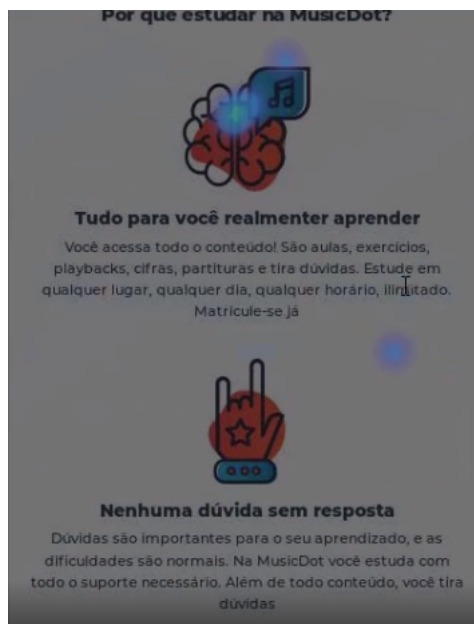 Por que estudar na MusicDot?
Tudo para você realmenter aprender
Você acessa todo o conteúdo! São aulas, exercícios,
playbacks, cifras, partituras e tira dúvidas. Estude em
qualquer lugar, qualquer dia, qualquer horário, ilimitado.
Matricule-se já
Nenhuma dúvida sem resposta
Dúvidas são importantes para o seu aprendizado, e as
dificuldades são normais. Na MusicDot você estuda com
todo o suporte necessário. Além de todo conteúdo, você tira
dúvidas